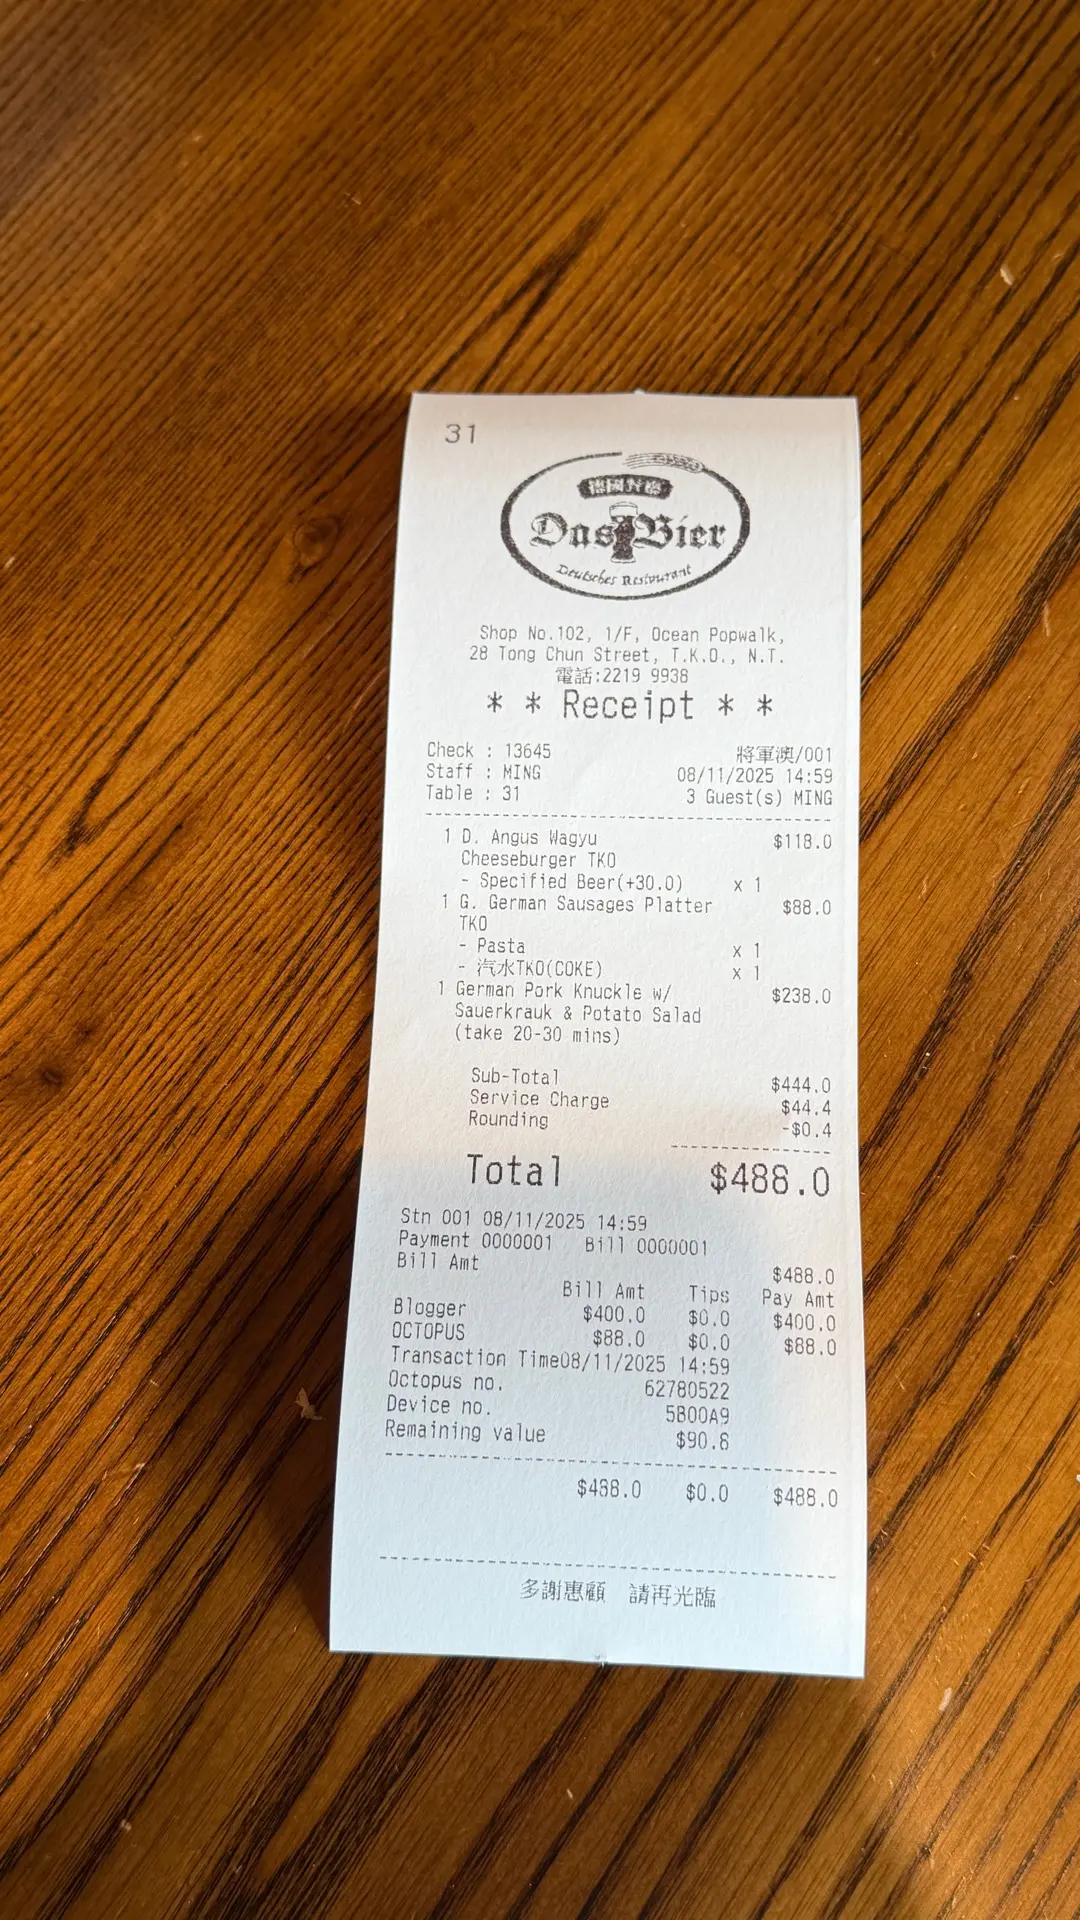 31
德國餐廳
Das Bier
Deutsches Restaurant
Shop No.102, 1/F, Ocean Popwalk,
28 Tong Chun Street, T.K.O., N.T.
電話:2219 9938
* * Receipt * *
Check : 13645 將軍澳/001
Staff : MING 08/11/2025 14:59
Table : 31 3 Guest(s) MING
1 D. Angus Wagyu $118.0
Cheeseburger TKO
- Specified Beer(+30.0) x 1
1 G. German Sausages Platter $88.0
TKO
- Pasta x 1
- 汽水TKO(COKE) x 1
1 German Pork Knuckle w/ $238.0
Sauerkrauk & Potato Salad
(take 20-30 mins)
Sub-Total $444.0
Service Charge $44.4
Rounding -$0.4
Total $488.0
Stn 001 08/11/2025 14:59
Payment 0000001 Bill 0000001
Bill Amt $488.0
Bill Amt Tips Pay Amt
Blogger $400.0 $0.0 $400.0
OCTOPUS $88.0 $0.0 $88.0
Transaction Time08/11/2025 14:59
Octopus no. 62780522
Device no. 5B00A9
Remaining value $90.8
$488.0 $0.0 $488.0
多謝惠顧 請再光臨